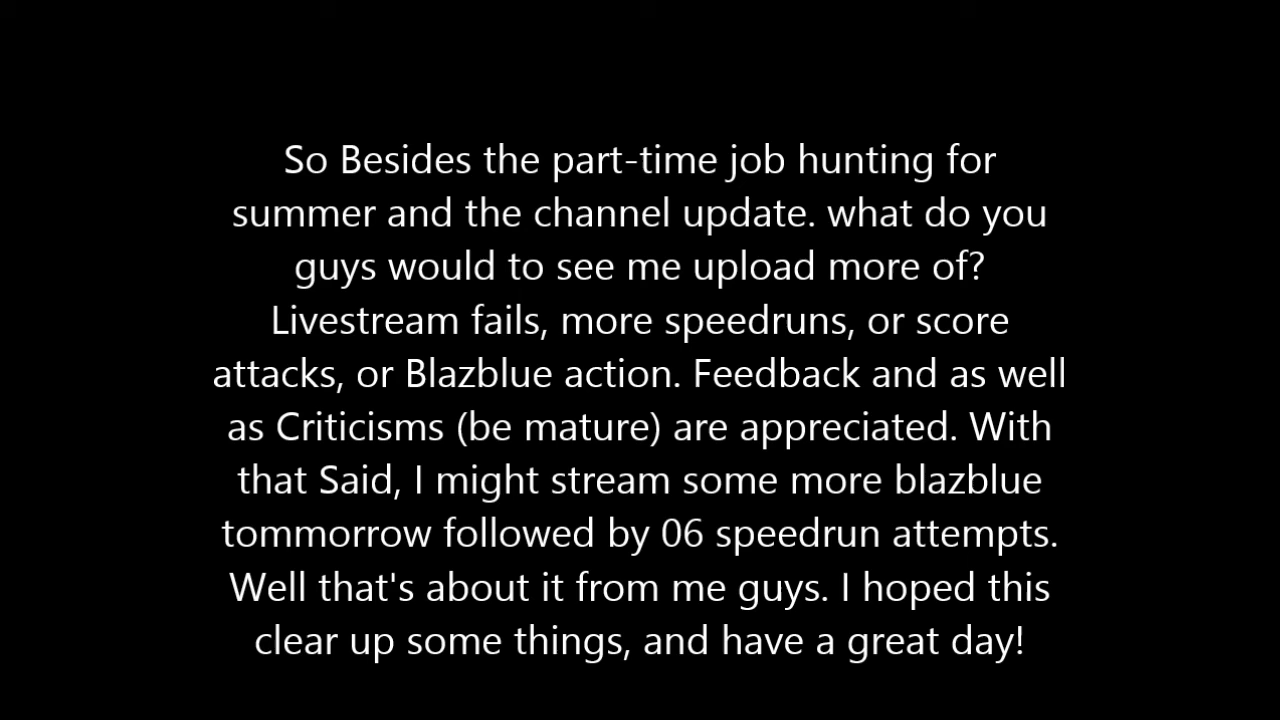 So Besides the part-time job hunting for
summer and the channel update. what do you
guys would to see me upload more of?
Livestream fails, more speedruns, or score
attacks, or Blazblue action. Feedback and as well
as Criticisms (be mature) are appreciated. With
that Said, I might stream some more blazblue
tommorrow followed by 06 speedrun attempts.
Well that's about it from me guys. I hoped this
clear up some things, and have a great day!